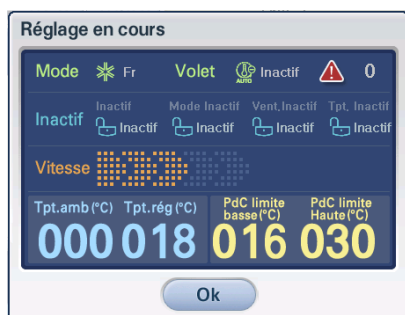 Réglage en cours
Mode Fr Volet AUTO Inactif 0
Inactif Mode Inactif Vent,Inactif Tpt, Inactif
Inactif Inactif Inactif Inactif Inactif
Vitesse
Tpt.amb(°C) Tpt.rég(°C) PdC limite basse(°C) PdC limite Haute(°C)
000 018 016 030
Ok